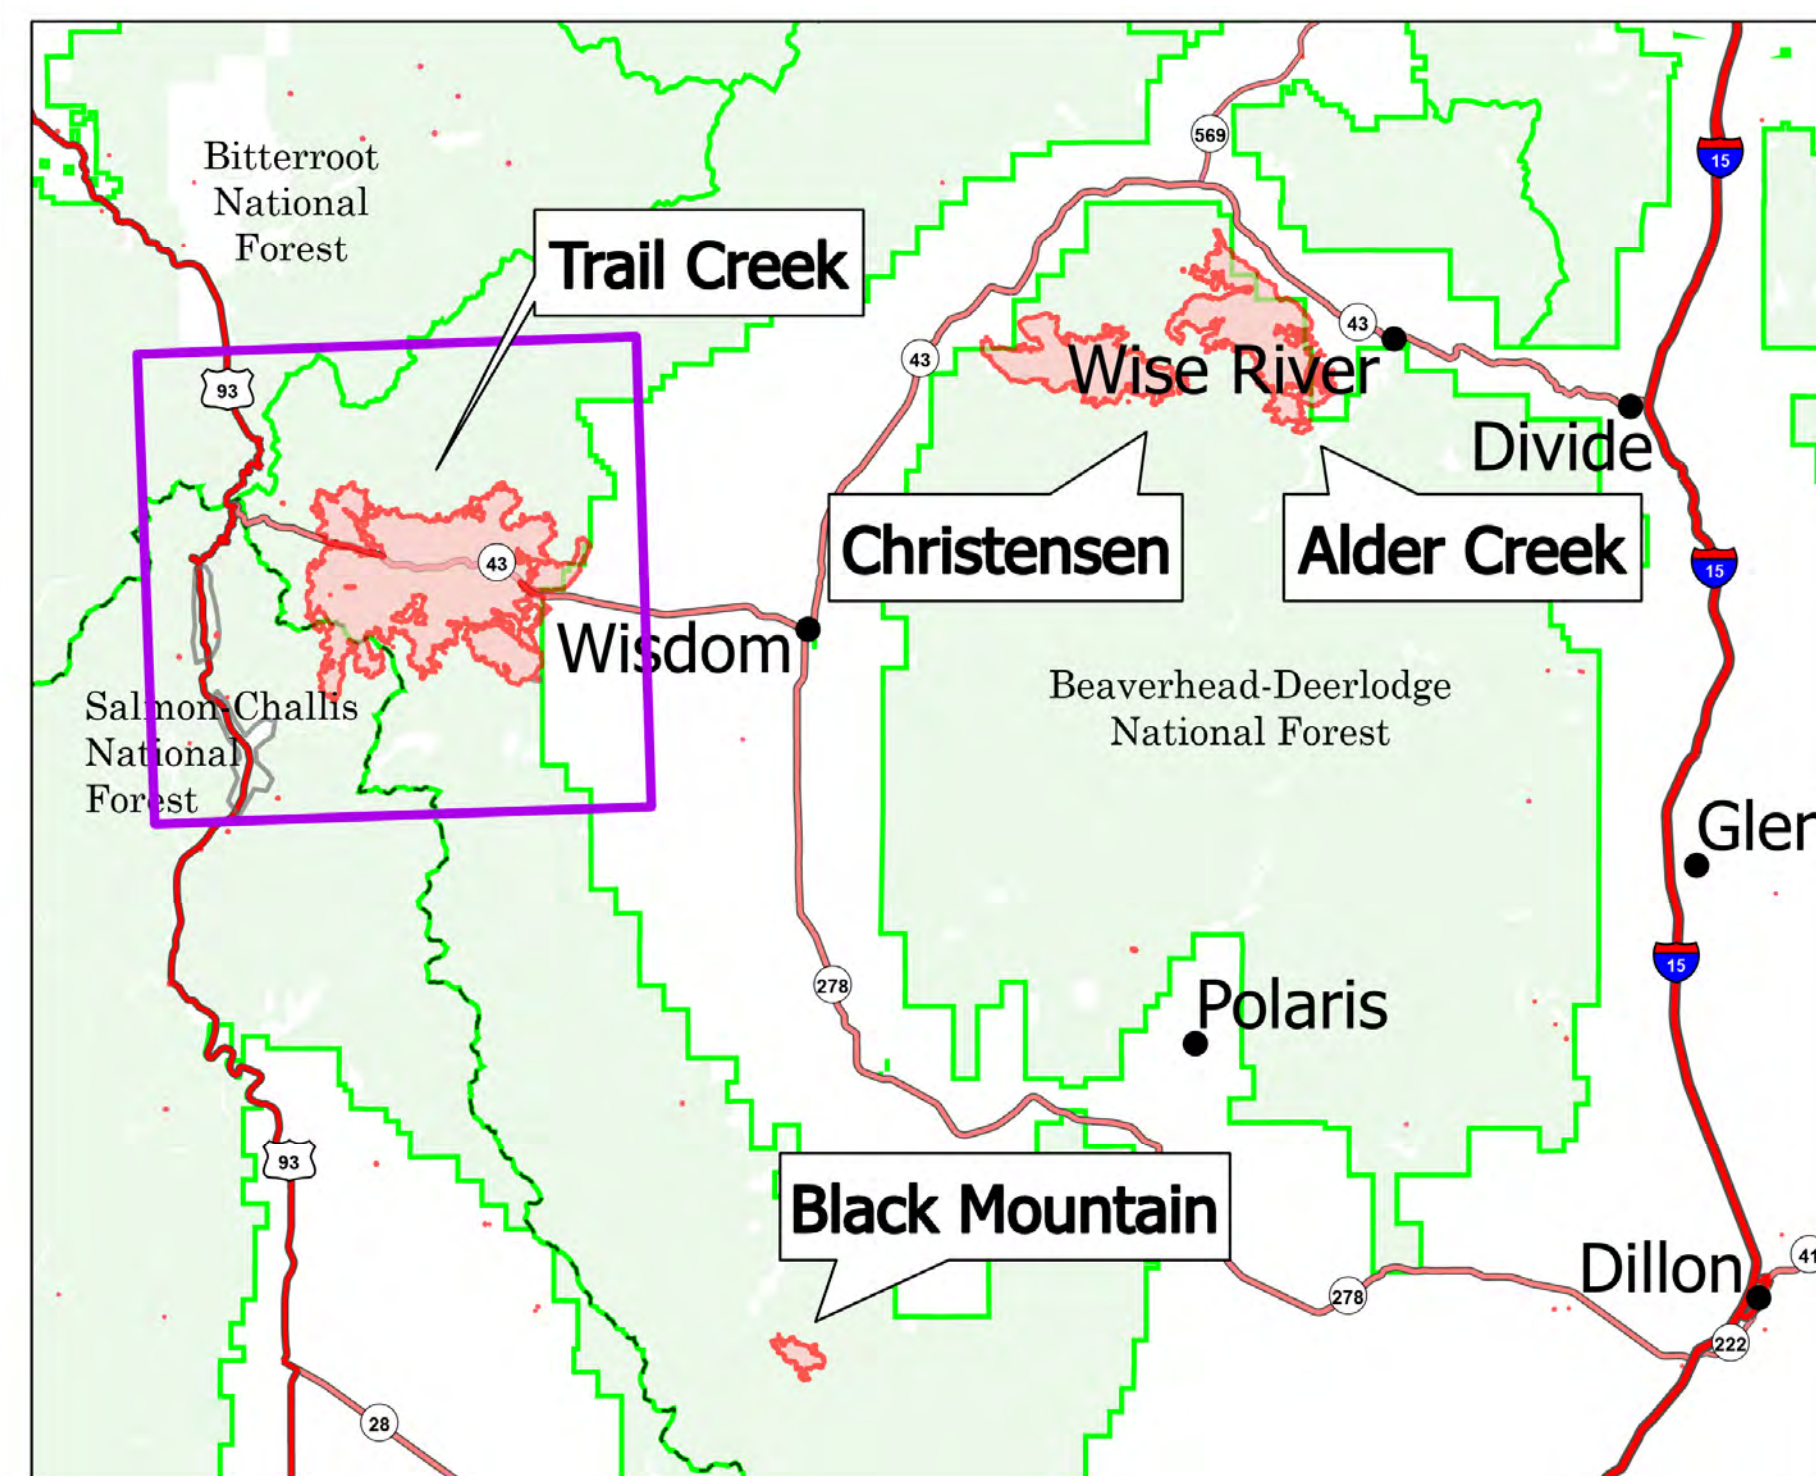 569
15
Bitterroot
National
Forest
Trail Creek
43
43
Wise River
93
Divide
Christensen
Alder Creek
43
15
Wisdom
Beaverhead-Deerlodge
National Forest
Salmon-Challis
National
Forest
278
15
Polaris
93
Black Mountain
41
Dillon
278
222
28